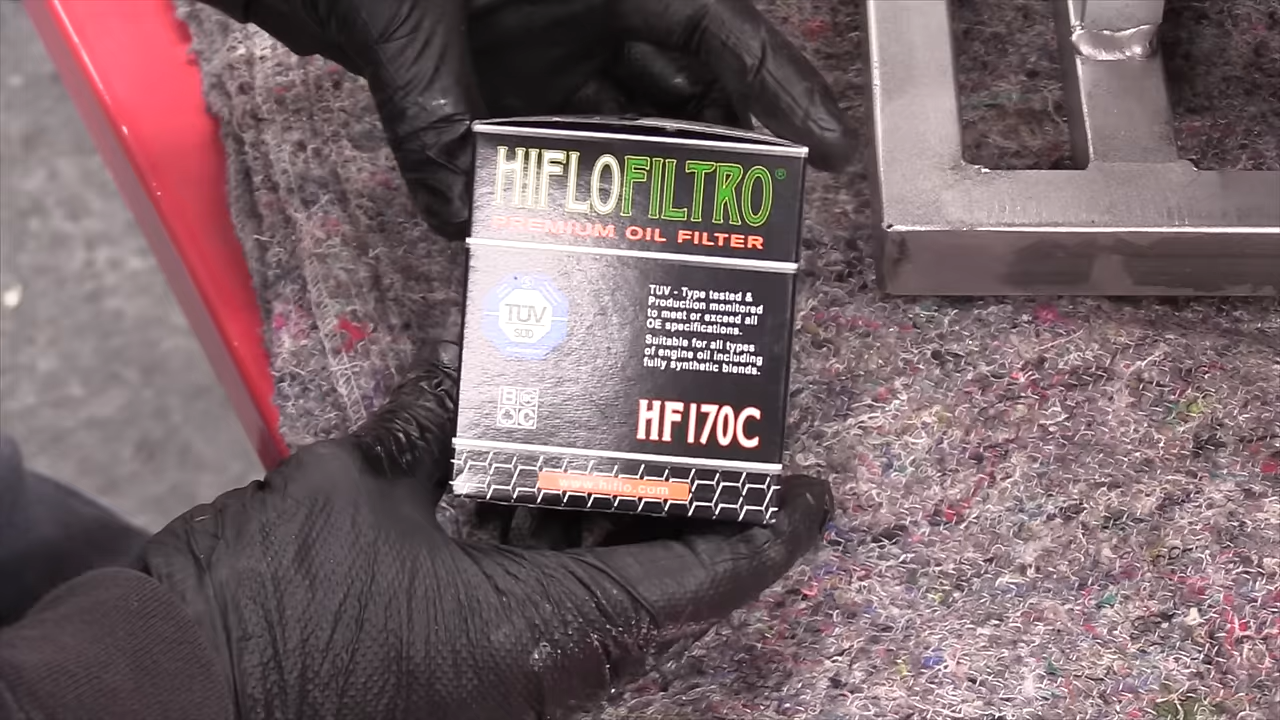 HIFLOFILTRO®
PREMIUM OIL FILTER
TUV - Type tested &
Production monitored
to meet or exceed all
OE specifications.
Suitable for all types
of engine oil including
fully synthetic blends.
TÜV
SÜD
HF170C
www.hiflo.com